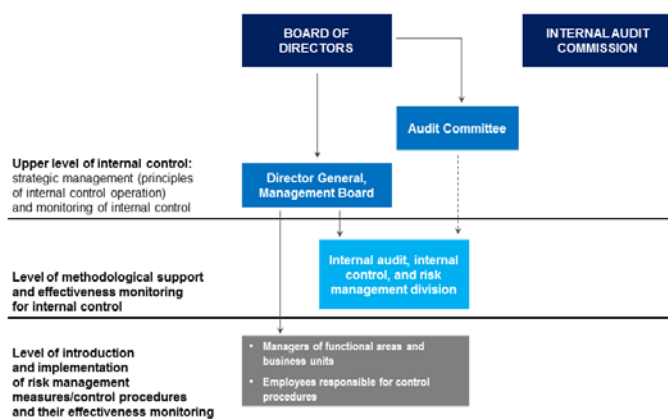 BOARD OF
DIRECTORS
INTERNAL AUDIT
COMMISSION
Audit Committee
Upper level of internal control:
strategic management (principles
of internal control operation)
and monitoring of internal control
Director General,
Management Board
Internal audit, internal
control, and risk
management division
Level of methodological support
and effectiveness monitoring
for internal control
Level of introduction
and implementation
of risk management
measures/control procedures
and their effectiveness monitoring
• Managers of functional areas and
business units
• Employees responsible for control
procedures